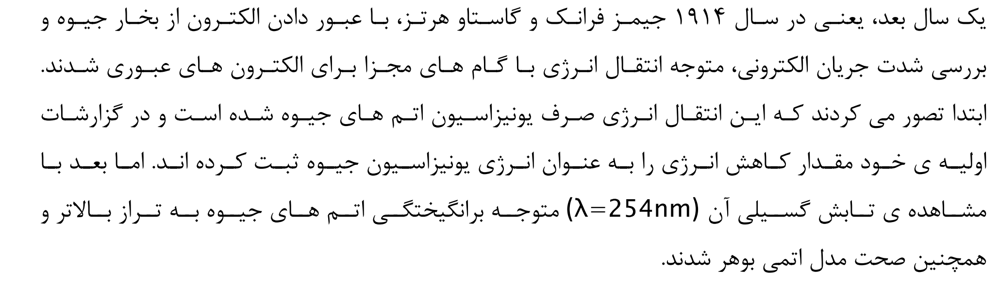 یک سال بعد، یعنی در سال ۱۹۱۴ جیمز فرانک و گاستاو هرتز، با عبور دادن الکترون از بخار جیوه و
بررسی شدت جریان الکترونی، متوجه انتقال انرژی با گام های مجزا برای الکترون های عبوری شدند.
ابتدا تصور می کردند که این انتقال انرژی صرف یونیزاسیون اتم های جیوه شده است و در گزارشات
اولیه ی خود مقدار کاهش انرژی را به عنوان انرژی یونیزاسیون جیوه ثبت کرده اند. اما بعد با
مشاهده ی تابش گسیلی آن (λ=254nm) متوجه برانگیختگی اتم های جیوه به تراز بالاتر و
همچنین صحت مدل اتمی بوهر شدند.